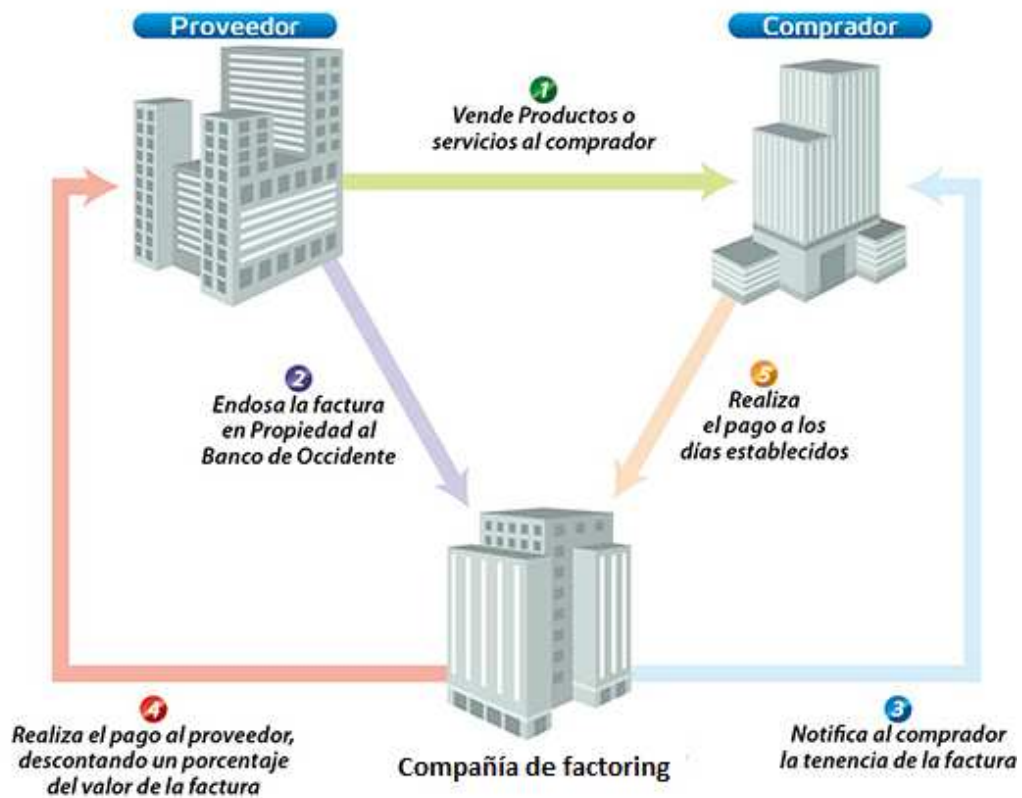 Proveedor
Comprador
1
Vende Productos o
servicios al comprador
2
Endosa la factura
en Propiedad al
Banco de Occidente
5
Realiza
el pago a los
días establecidos
4
Realiza el pago al proveedor,
descontando un porcentaje
del valor de la factura
Compañía de factoring
3
Notifica al comprador
la tenencia de la factura